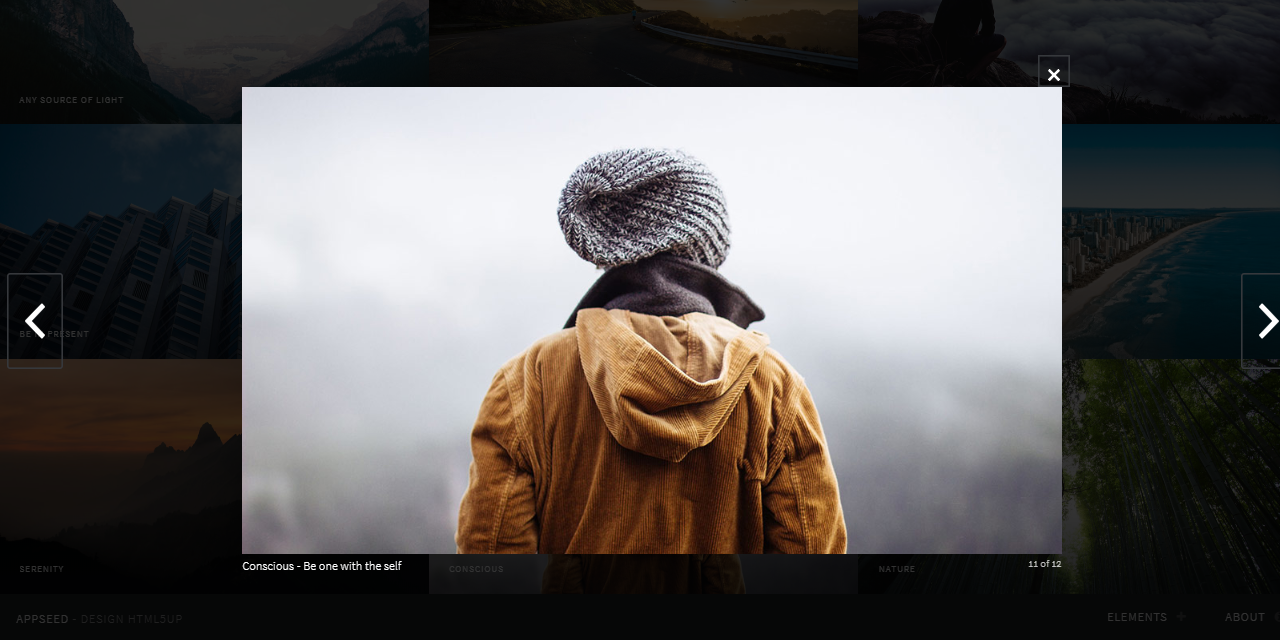 ANY SOURCE OF LIGHT
×
BE PRESENT
SERENITY
CONSCIOUS
NATURE
Conscious - Be one with the self
11 of 12
APPSEED - DESIGN HTML5UP
ELEMENTS +
ABOUT